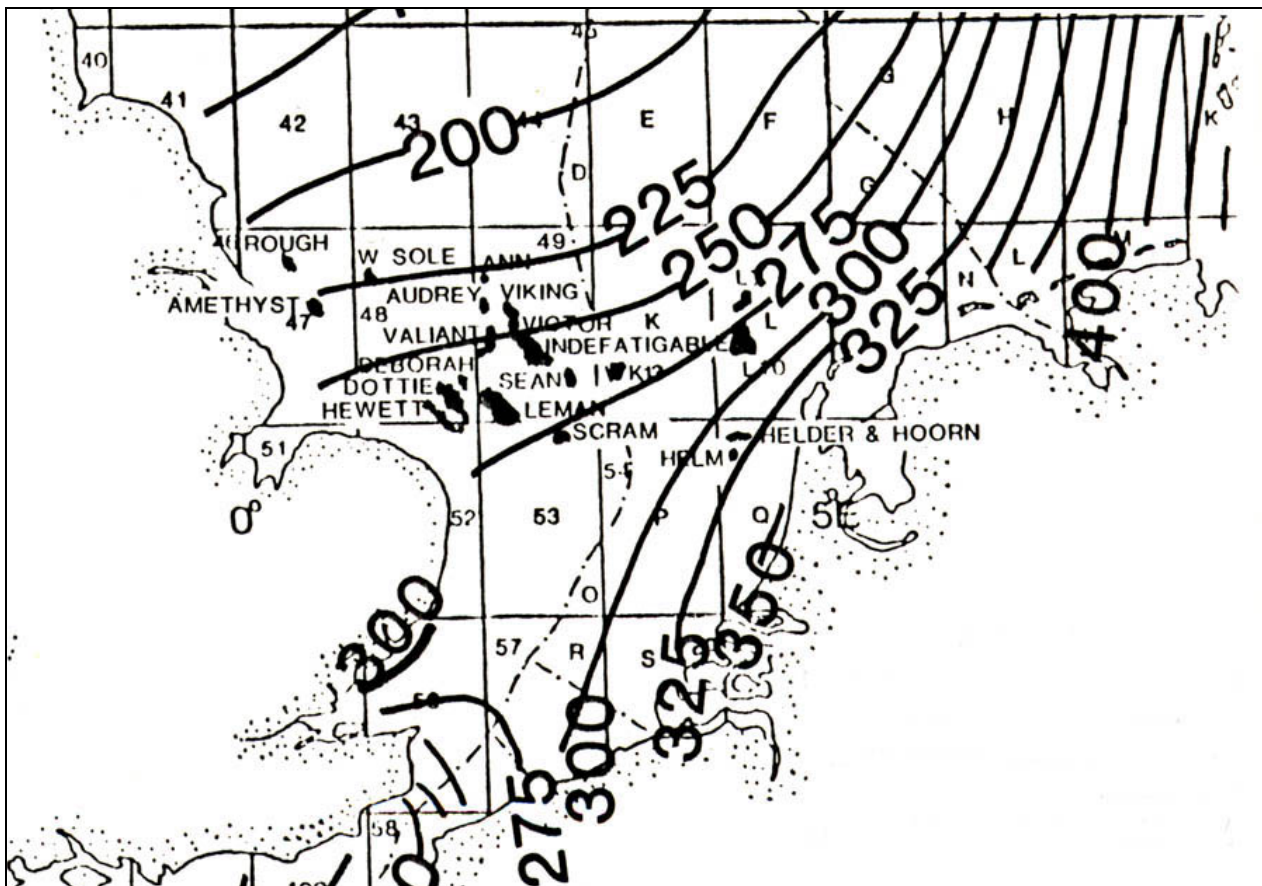 40
41
42
43
44
E
F
G
H
K
200
D
G
225
ROUGH
49
250
275
W SOLE
ANN
300
M
L
N
AMETHYST
47
48
AUDREY
VIKING
325
400
VALIANT
VICTOR
K
L
INDEFATIGABLE
DEBORAH
DOTTIE
SEAN
K13
L10
HEWETT
LEMAN
SCRAM
HELDER & HOORN
51
HELM
0°
52
53
P
Q
5E
O
300
350
57
R
S
325
300
275
58